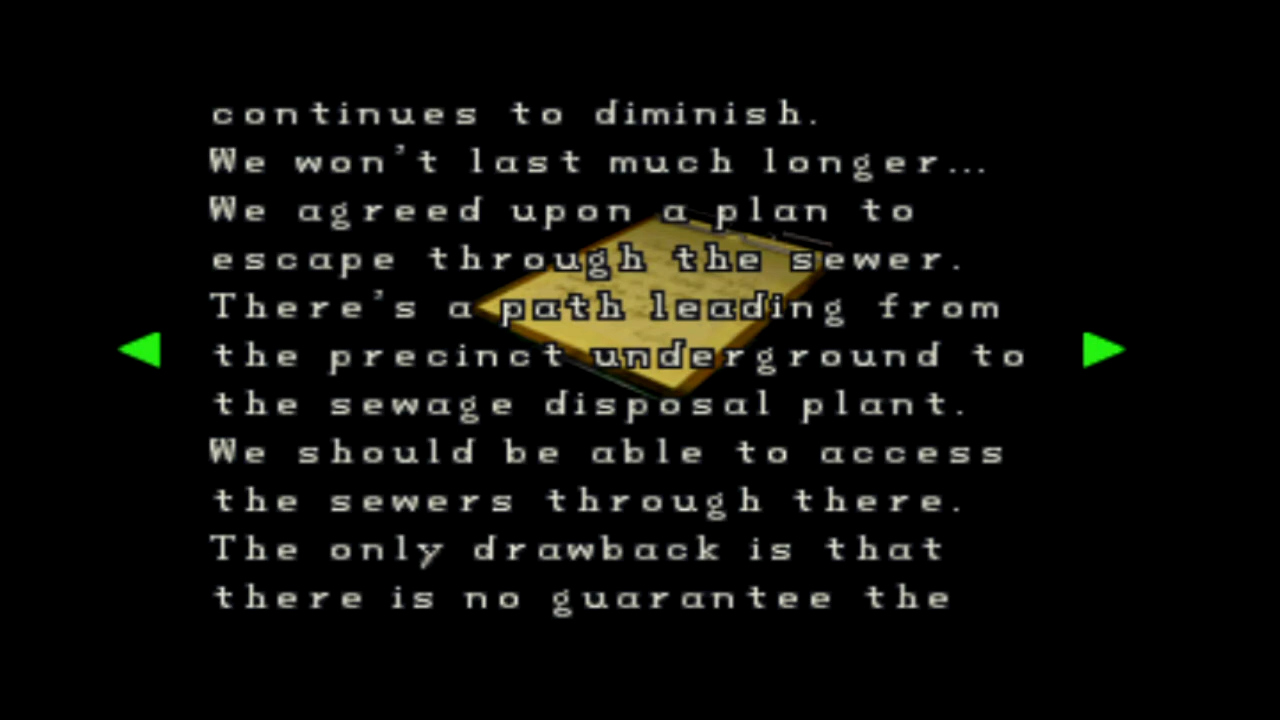 continues to diminish.
We won't last much longer...
We agreed upon a plan to
escape through the sewer.
There's a path leading from
the precinct underground to
the sewage disposal plant.
We should be able to access
the sewers through there.
The only drawback is that
there is no guarantee the